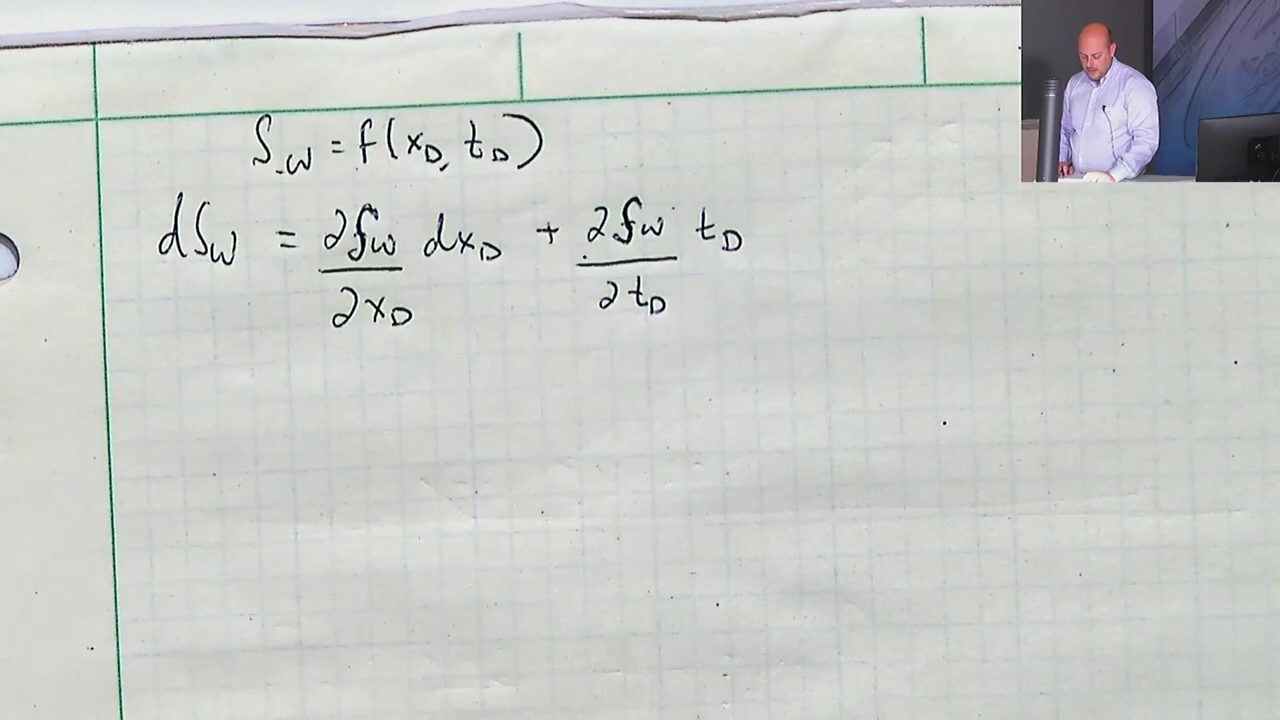 S_w = f(x_D, t_D)
dS_w = ∂f_w/∂x_D dx_D + ∂f_w/∂t_D t_D